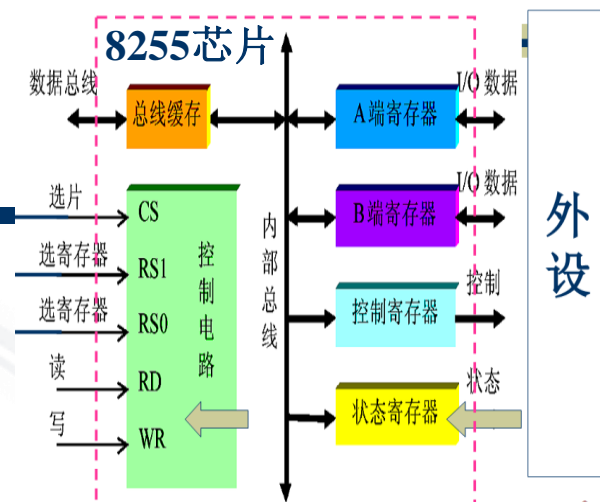 8255芯片
数据总线
总线缓存
A端寄存器
I/O 数据
选片
CS
选寄存器
RS1
选寄存器
RS0
读
RD
写
WR
控制电路
内部总线
B端寄存器
I/O 数据
控制寄存器
控制
状态寄存器
状态
外设